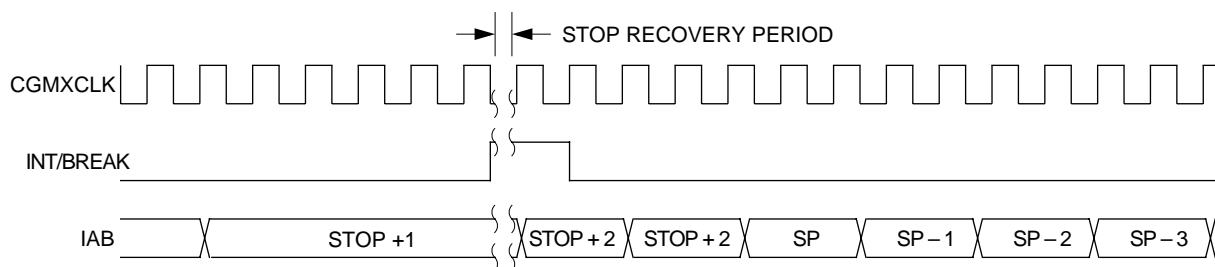 STOP RECOVERY PERIOD
CGMXCLK
INT/BREAK
IAB STOP +1 STOP + 2 STOP + 2 SP SP – 1 SP – 2 SP – 3